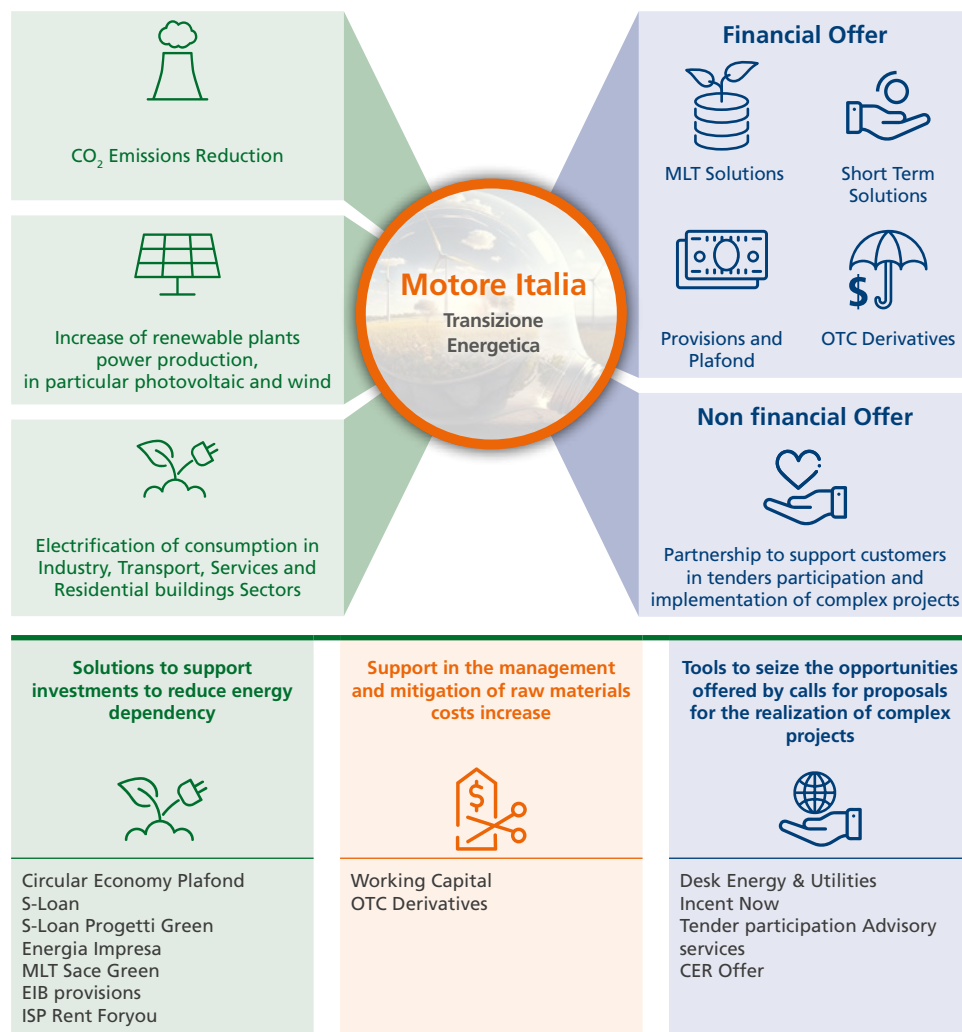 CO₂ Emissions Reduction
Increase of renewable plants
power production,
in particular photovoltaic and wind
Electrification of consumption in
Industry, Transport, Services and
Residential buildings Sectors
Motore Italia
Transizione
Energetica
Financial Offer
MLT Solutions
Short Term
Solutions
Provisions and
Plafond
$
OTC Derivatives
Non financial Offer
Partnership to support customers
in tenders participation and
implementation of complex projects
Solutions to support
investments to reduce energy
dependency
Circular Economy Plafond
S-Loan
S-Loan Progetti Green
Energia Impresa
MLT Sace Green
EIB provisions
ISP Rent Foryou
Support in the management
and mitigation of raw materials
costs increase
$
Working Capital
OTC Derivatives
Tools to seize the opportunities
offered by calls for proposals
for the realization of complex
projects
Desk Energy & Utilities
Incent Now
Tender participation Advisory
services
CER Offer